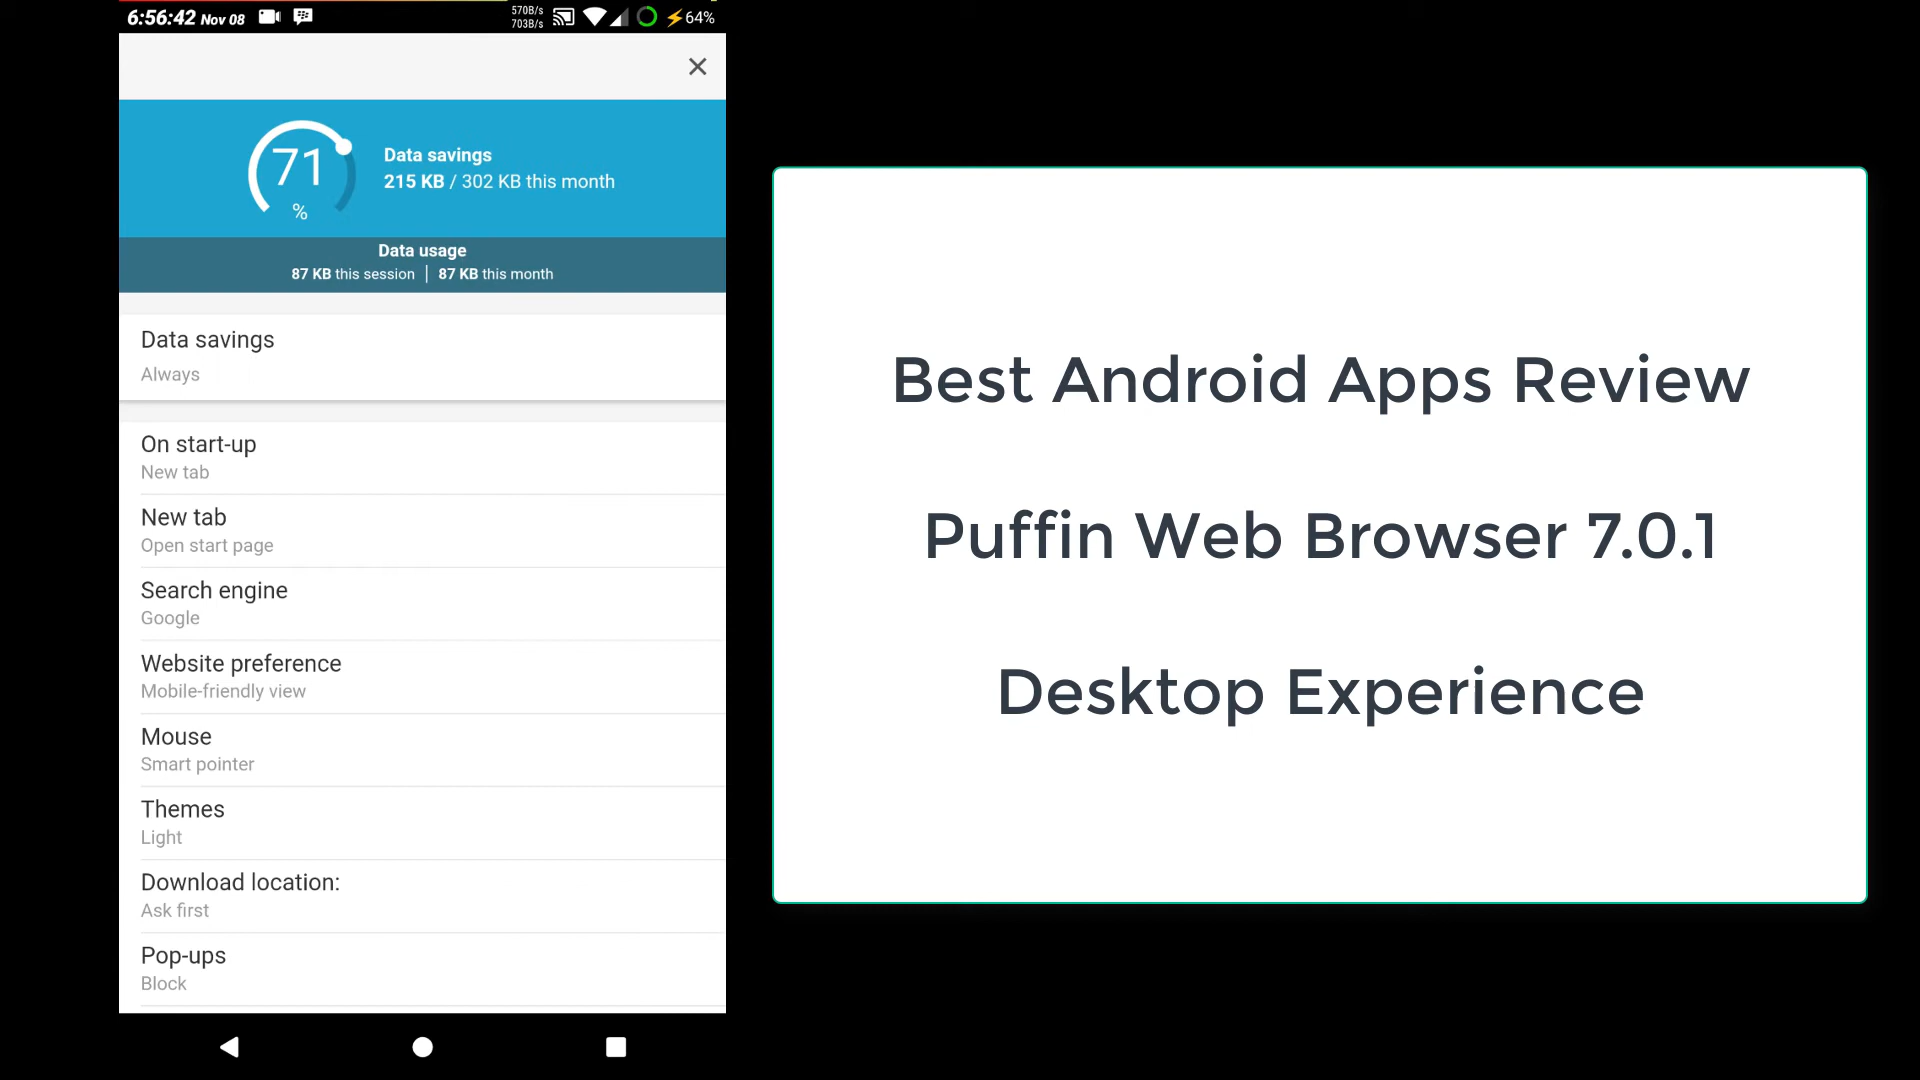 6:56:42 Nov 08
570B/s
703B/s
64%
71
%
Data savings
215 KB / 302 KB this month
Data usage
87 KB this session | 87 KB this month
Data savings
Always
On start-up
New tab
New tab
Open start page
Search engine
Google
Website preference
Mobile-friendly view
Mouse
Smart pointer
Themes
Light
Download location:
Ask first
Pop-ups
Block
Best Android Apps Review
Puffin Web Browser 7.0.1
Desktop Experience